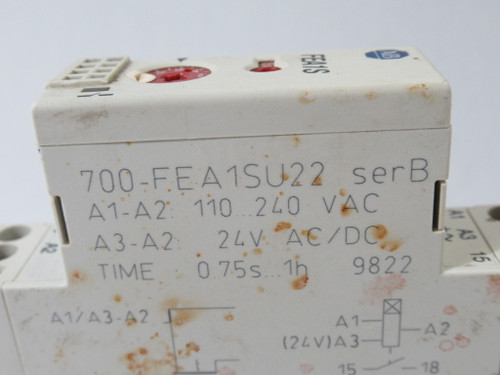 FEA1S
AB
700-FEA1SU22 serB
A1-A2: 110...240 VAC
A3-A2: 24V AC/DC
TIME 0.75s...1h 9822
A1/A3-A2
A1
A2
(24V)A3
15
18
A2
A1
A3
15